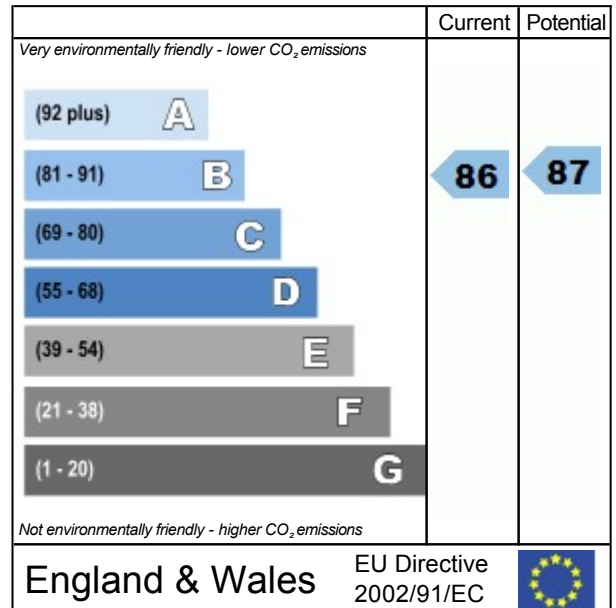 Current Potential
Very environmentally friendly - lower CO₂ emissions
(92 plus) A
(81 - 91) B 86 87
(69 - 80) C
(55 - 68) D
(39 - 54) E
(21 - 38) F
(1 - 20) G
Not environmentally friendly - higher CO₂ emissions
England & Wales
EU Directive
2002/91/EC